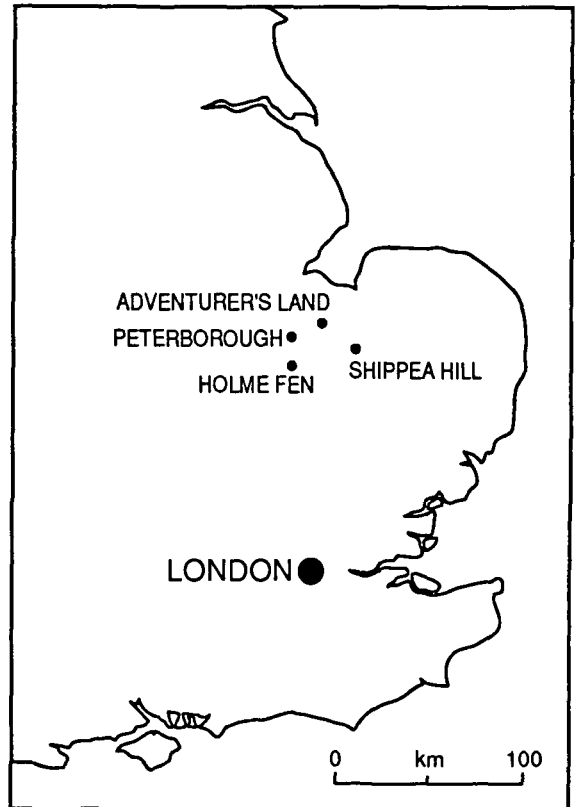 ADVENTURER'S LAND
PETERBOROUGH
HOLME FEN
SHIPPEA HILL
LONDON
0 km 100